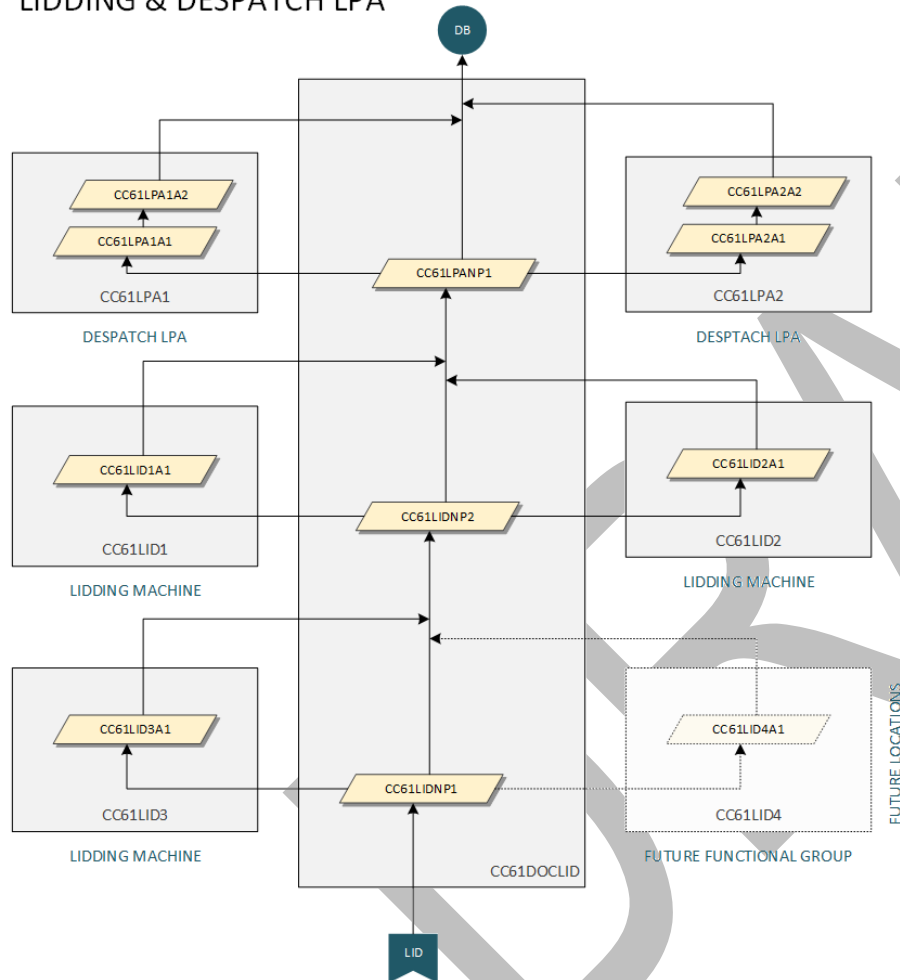 LIDDING & DESPATCH LPA
DB
CC61LPA1A2
CC61LPA1A1
CC61LPA1
DESPATCH LPA
CC61LPANP1
CC61LPA2A2
CC61LPA2A1
CC61LPA2
DESPTACH LPA
CC61LID1A1
CC61LID1
LIDDING MACHINE
CC61LIDNP2
CC61LID2A1
CC61LID2
LIDDING MACHINE
CC61LID3A1
CC61LID3
LIDDING MACHINE
CC61LIDNP1
CC61DOCLID
CC61LID4A1
CC61LID4
FUTURE FUNCTIONAL GROUP
FUTURE LOCATIONS
LID